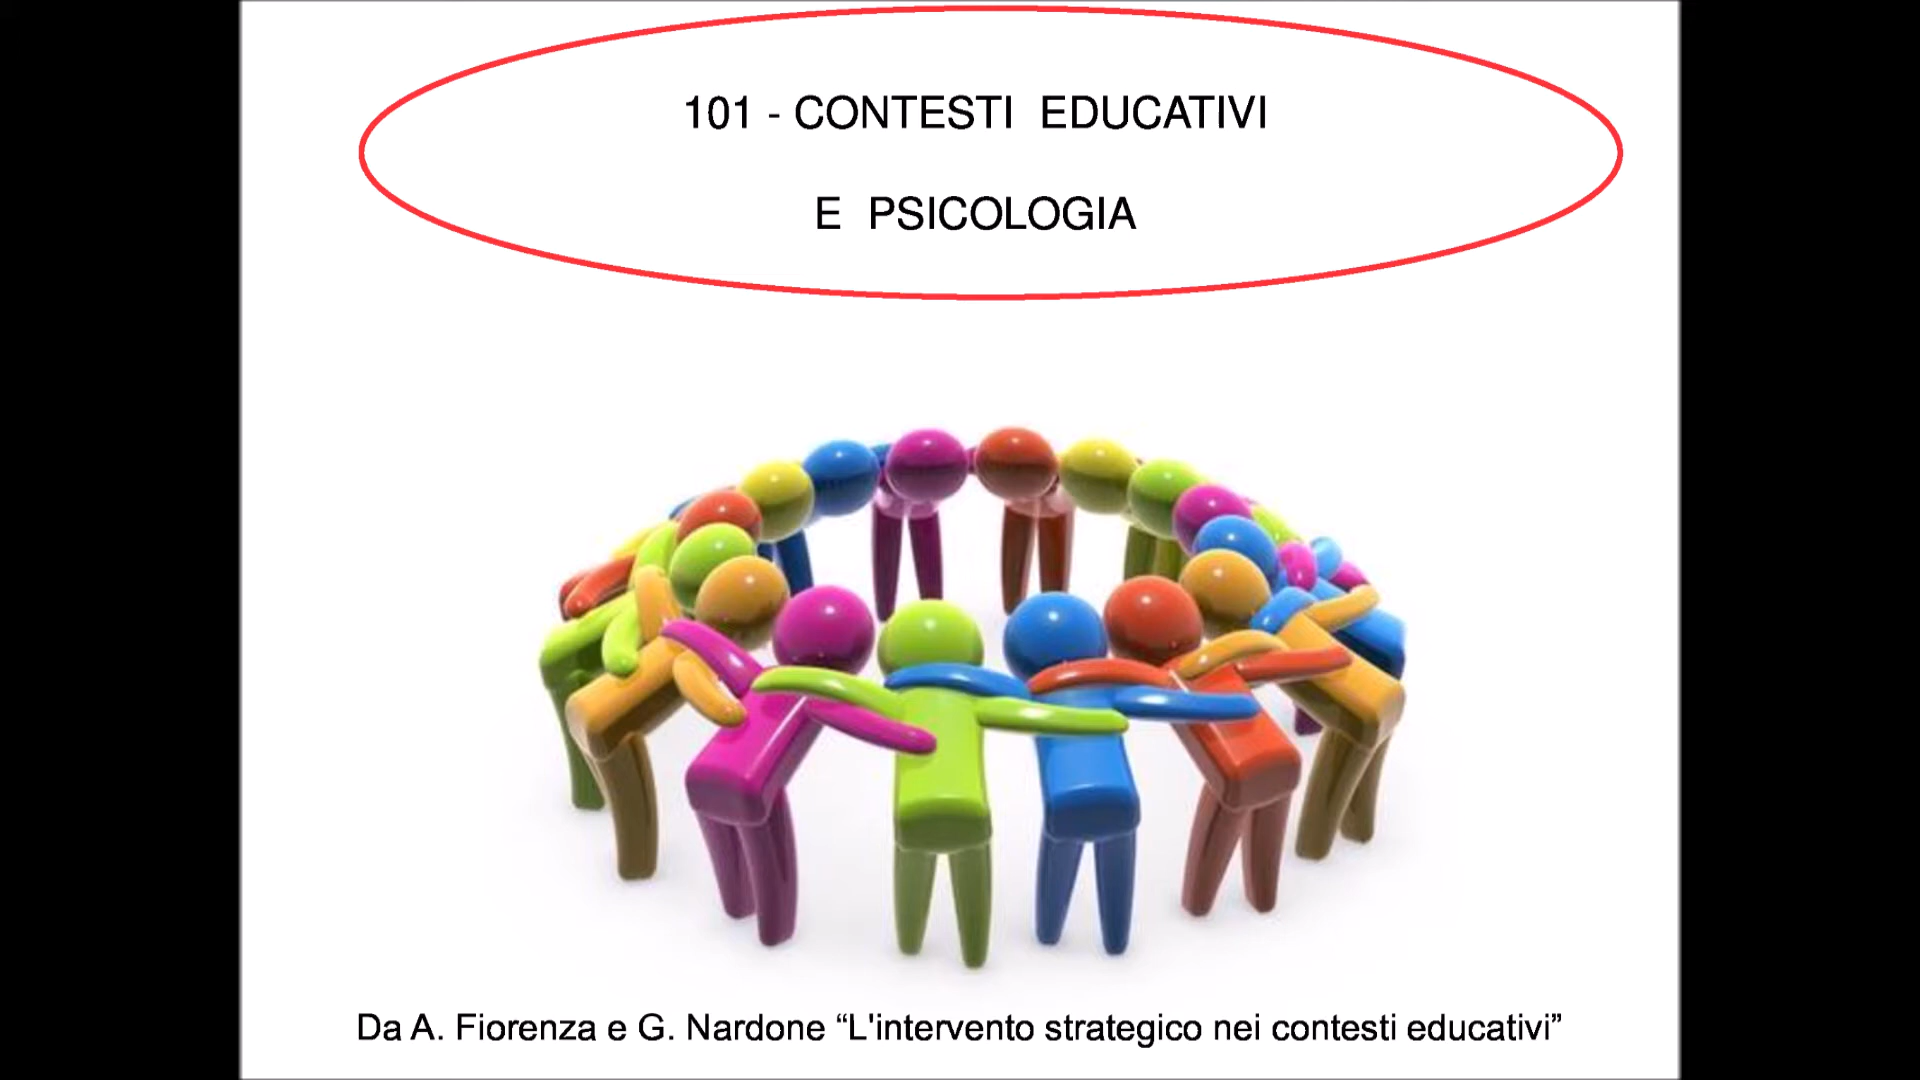 101 - CONTESTI EDUCATIVI
E PSICOLOGIA
Da A. Fiorenza e G. Nardone “L'intervento strategico nei contesti educativi”